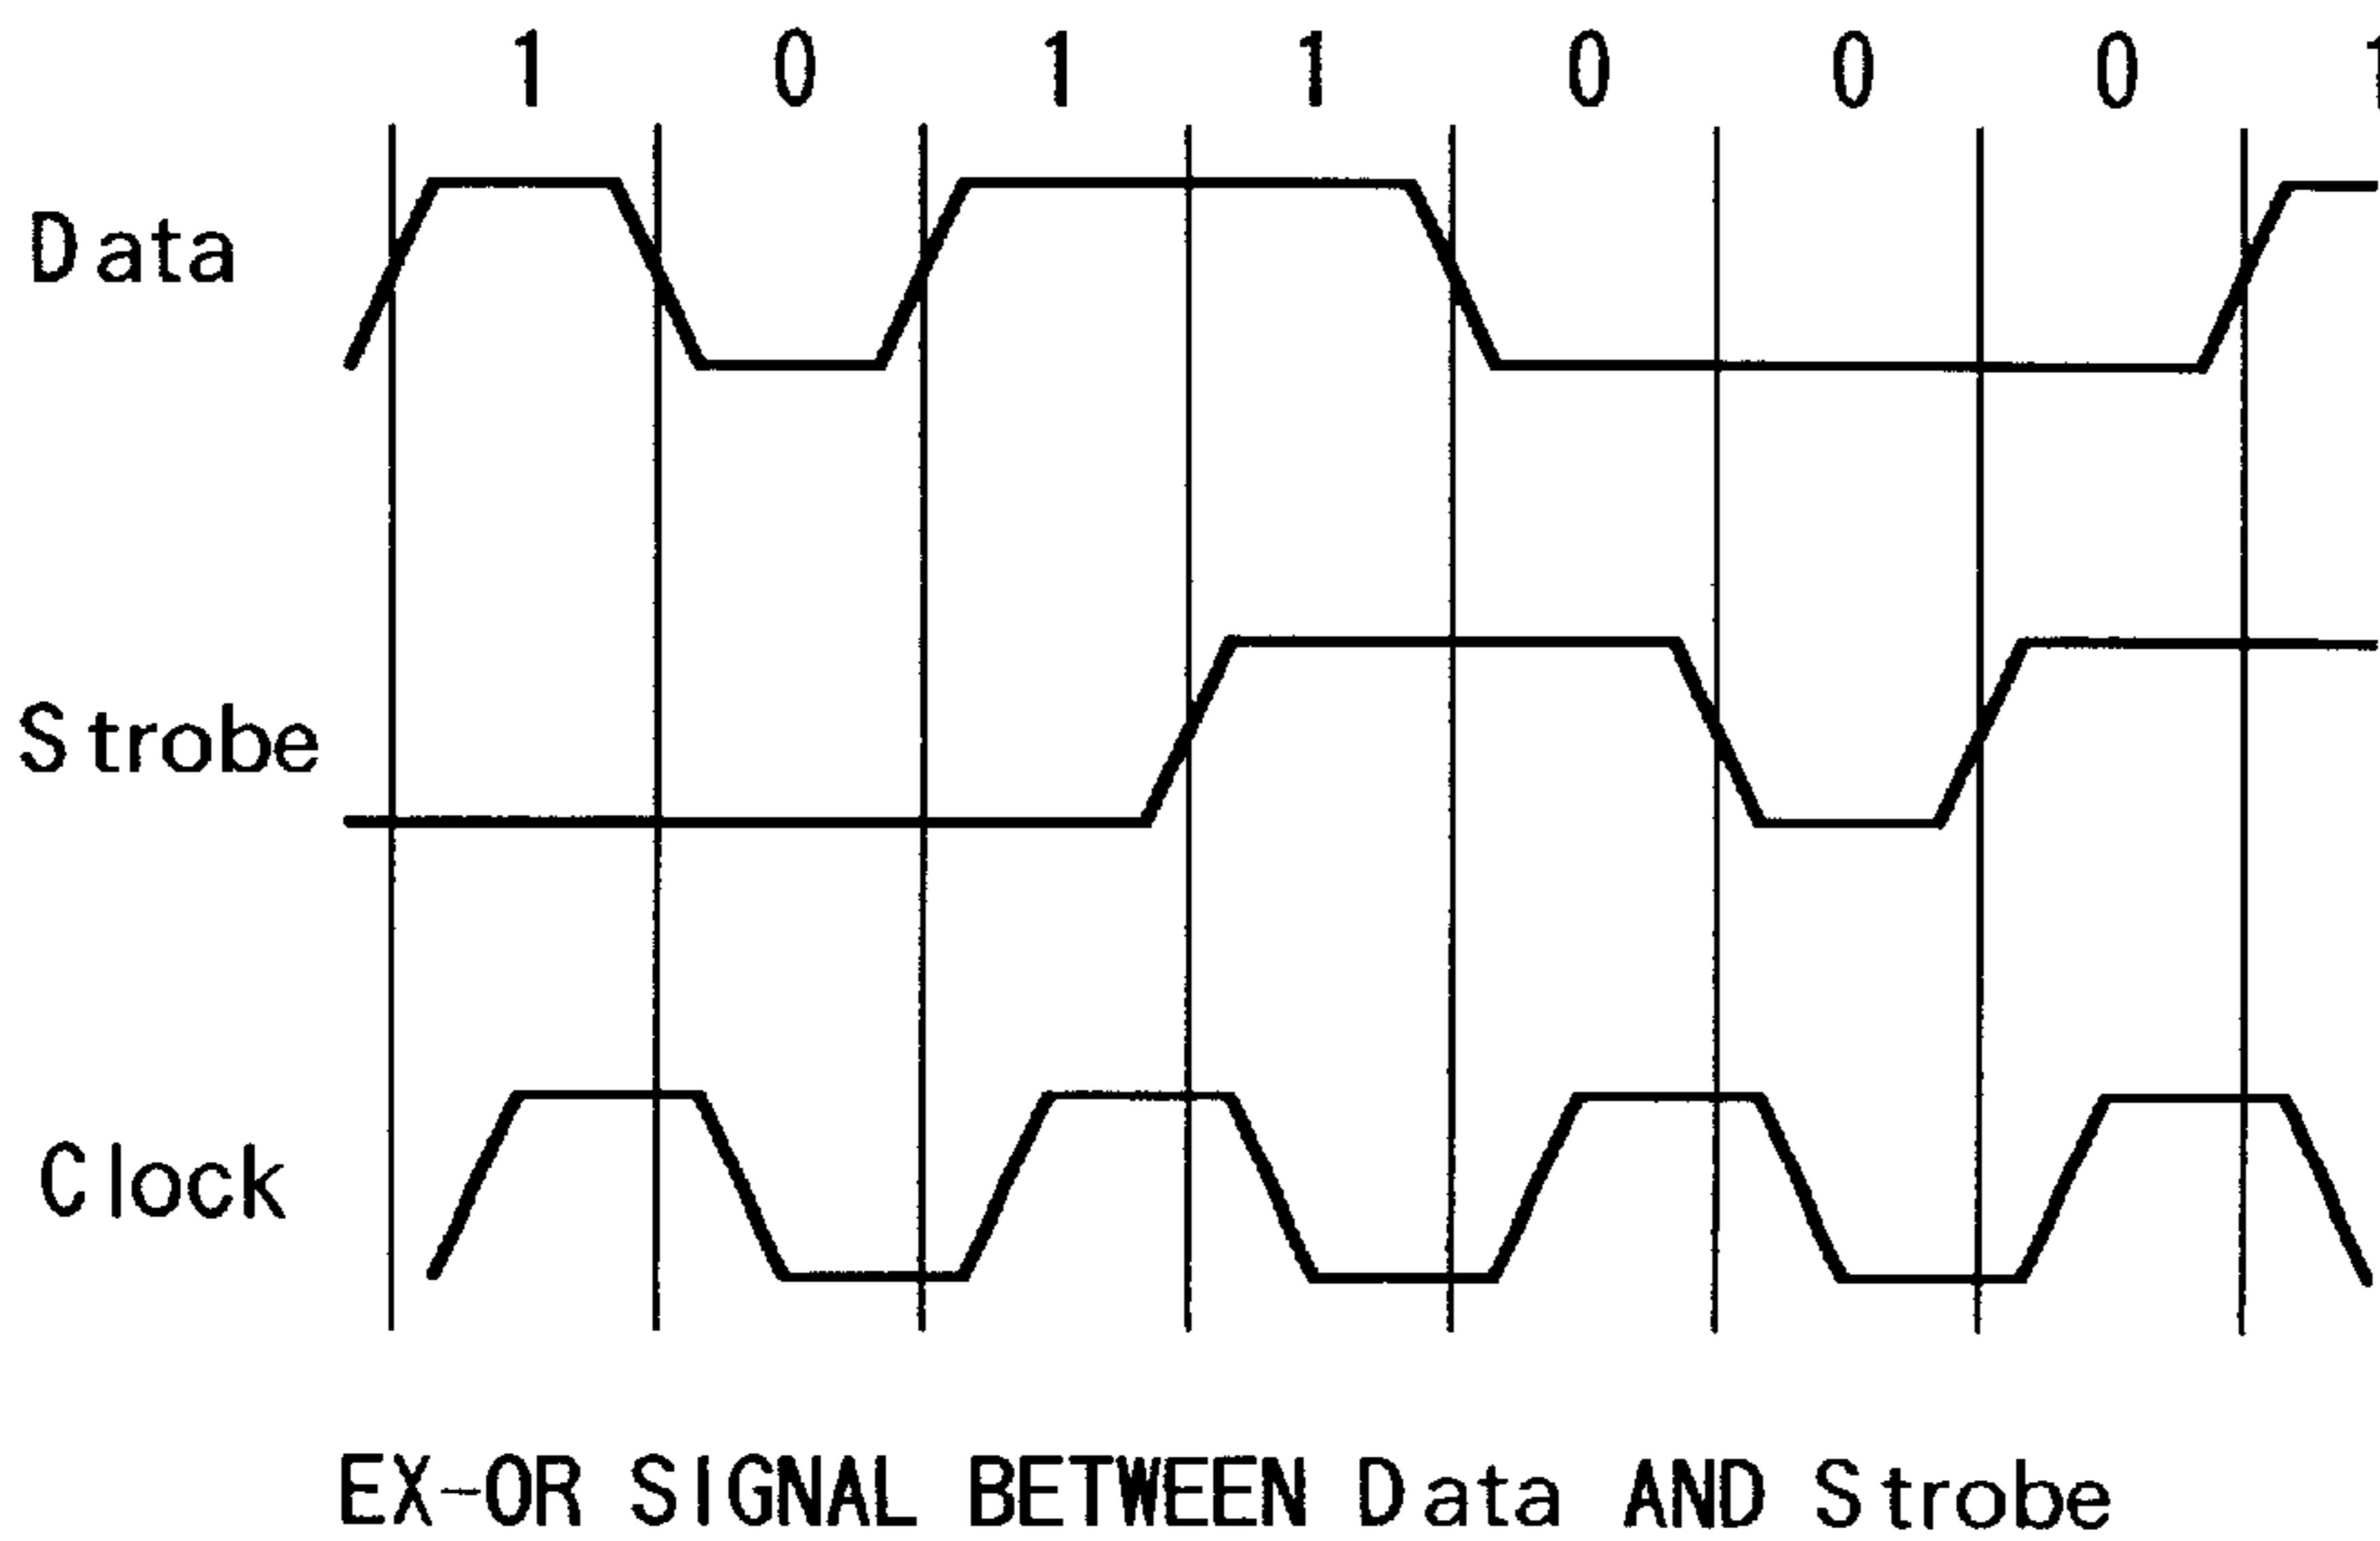 1 0 1 1 0 0 0 1
Data
Strobe
Clock
EX-OR SIGNAL BETWEEN Data AND Strobe